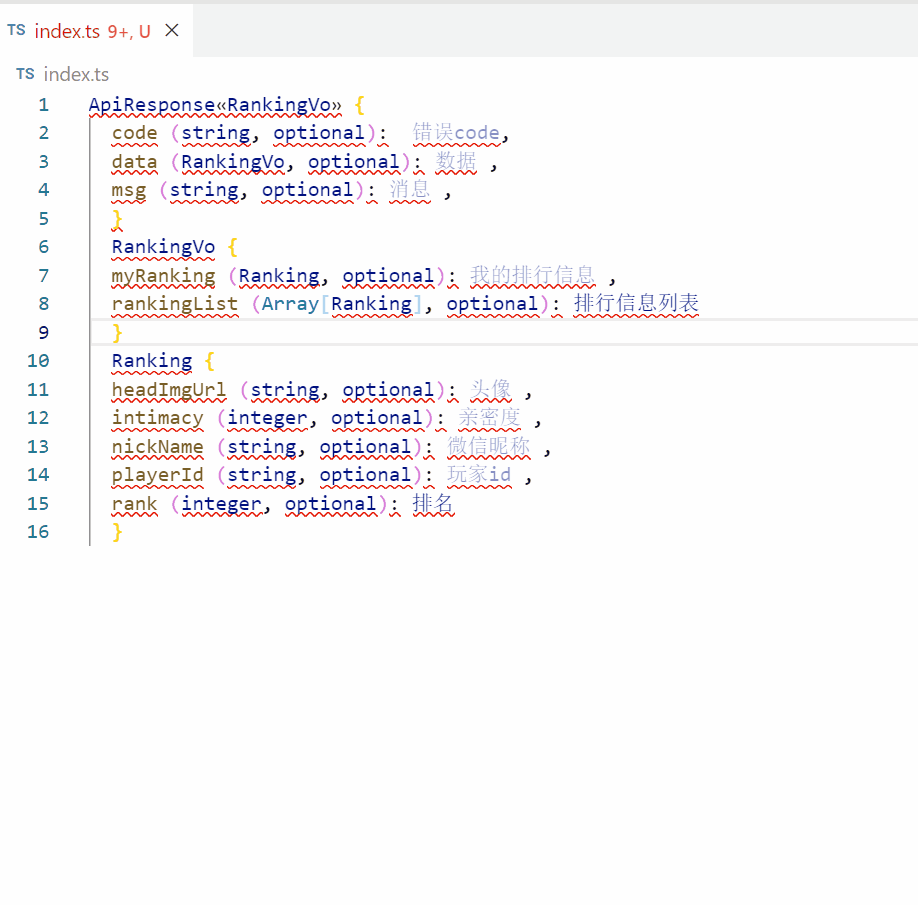 TS index.ts 9+, U ×
TS index.ts
1 ApiResponse«RankingVo» {
2 code (string, optional):  错误code,
3 data (RankingVo, optional): 数据 ,
4 msg (string, optional): 消息 ,
5 }
6 RankingVo {
7 myRanking (Ranking, optional): 我的排行信息 ,
8 rankingList (Array[Ranking], optional): 排行信息列表
9 }
10 Ranking {
11 headImgUrl (string, optional): 头像 ,
12 intimacy (integer, optional): 亲密度 ,
13 nickName (string, optional): 微信昵称 ,
14 playerId (string, optional): 玩家id ,
15 rank (integer, optional): 排名
16 }